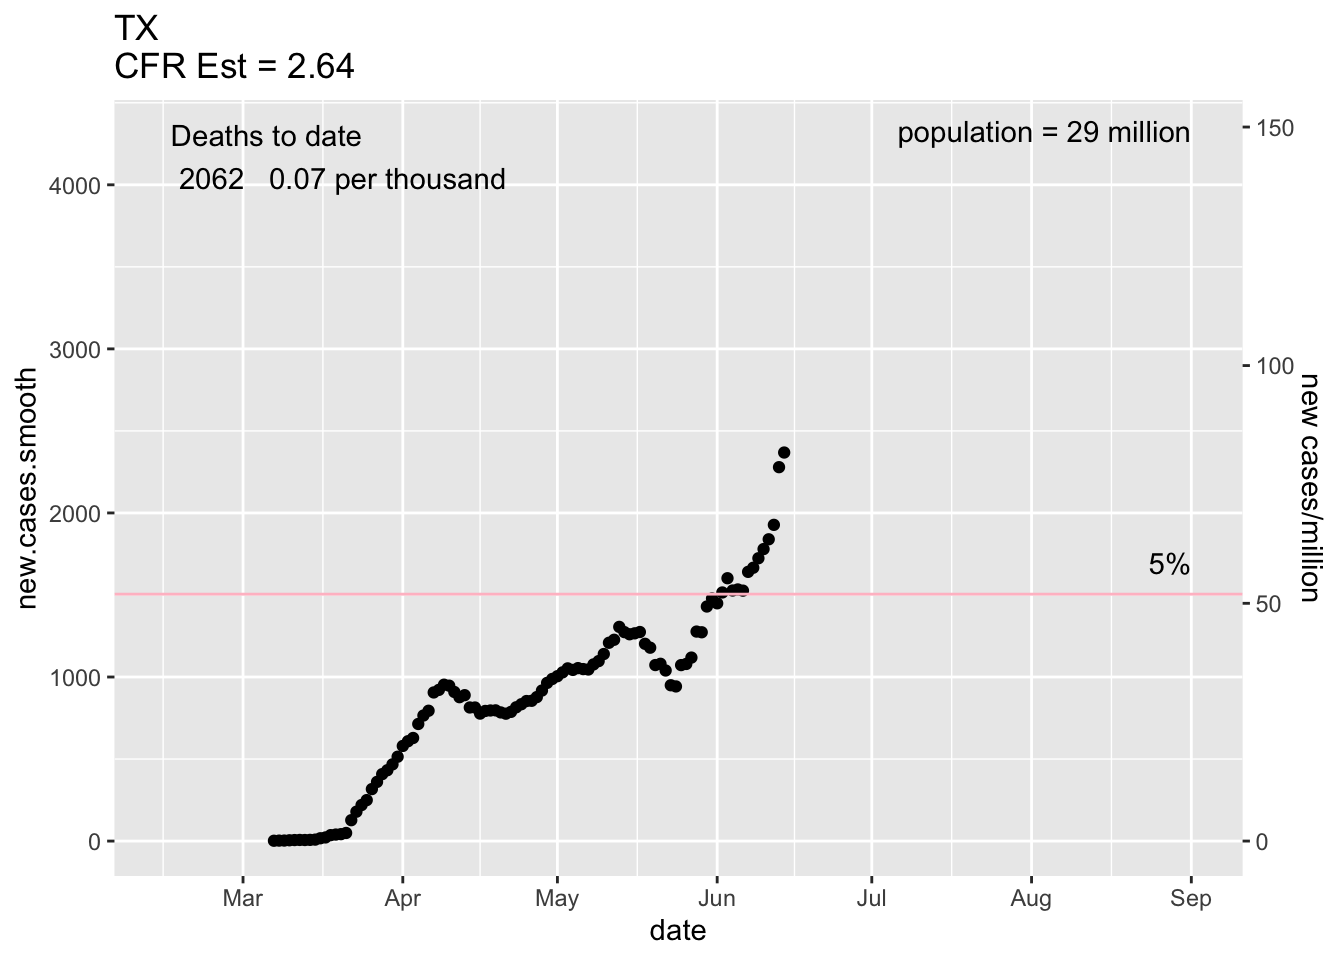 TX
CFR Est = 2.64
Deaths to date
2062 0.07 per thousand
population = 29 million
5%
new.cases.smooth
4000
3000
2000
1000
0
150
100
50
0
new cases/million
Mar Apr May Jun Jul Aug Sep
date